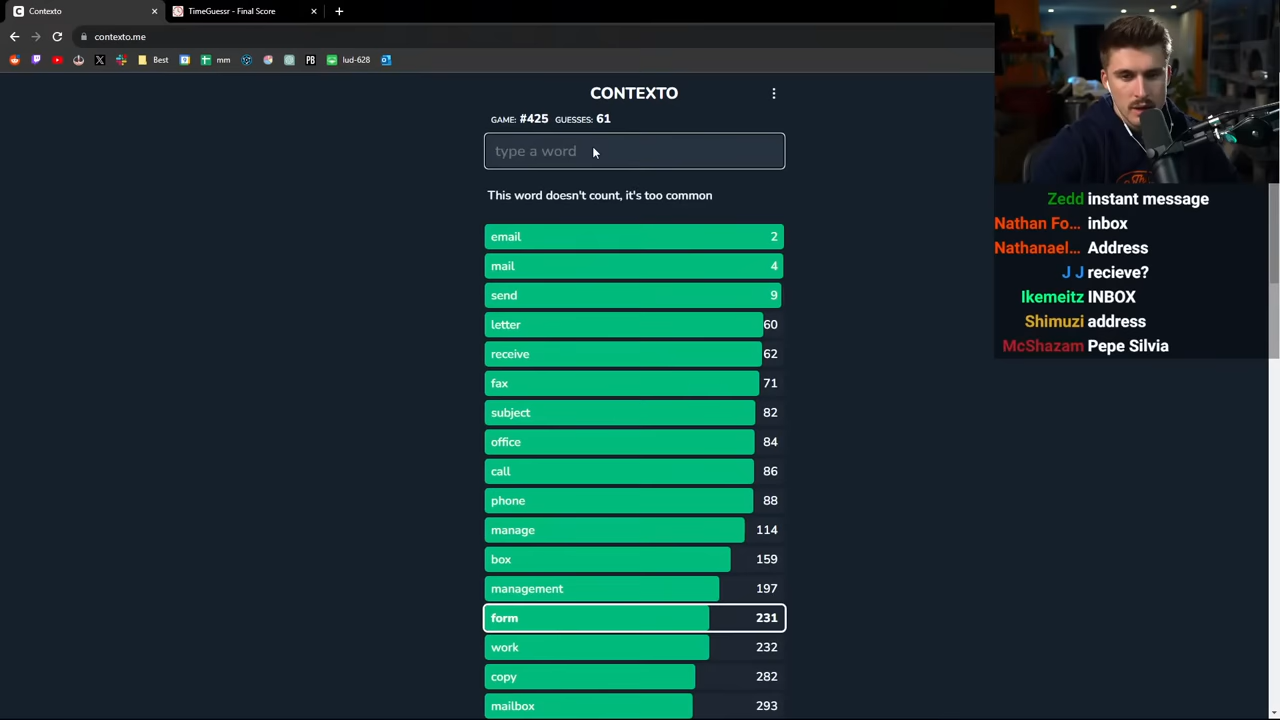 Contexto
TimeGuessr - Final Score
contexto.me
Best
mm
PB
lud-628
CONTEXTO
GAME: #425 GUESSES: 61
type a word
This word doesn't count, it's too common
email 2
mail 4
send 9
letter 60
receive 62
fax 71
subject 82
office 84
call 86
phone 88
manage 114
box 159
management 197
form 231
work 232
copy 282
mailbox 293
Zedd instant message
Nathan Fo... inbox
Nathanael... Address
J J recieve?
Ikemeitz INBOX
Shimuzi address
McShazam Pepe Silvia